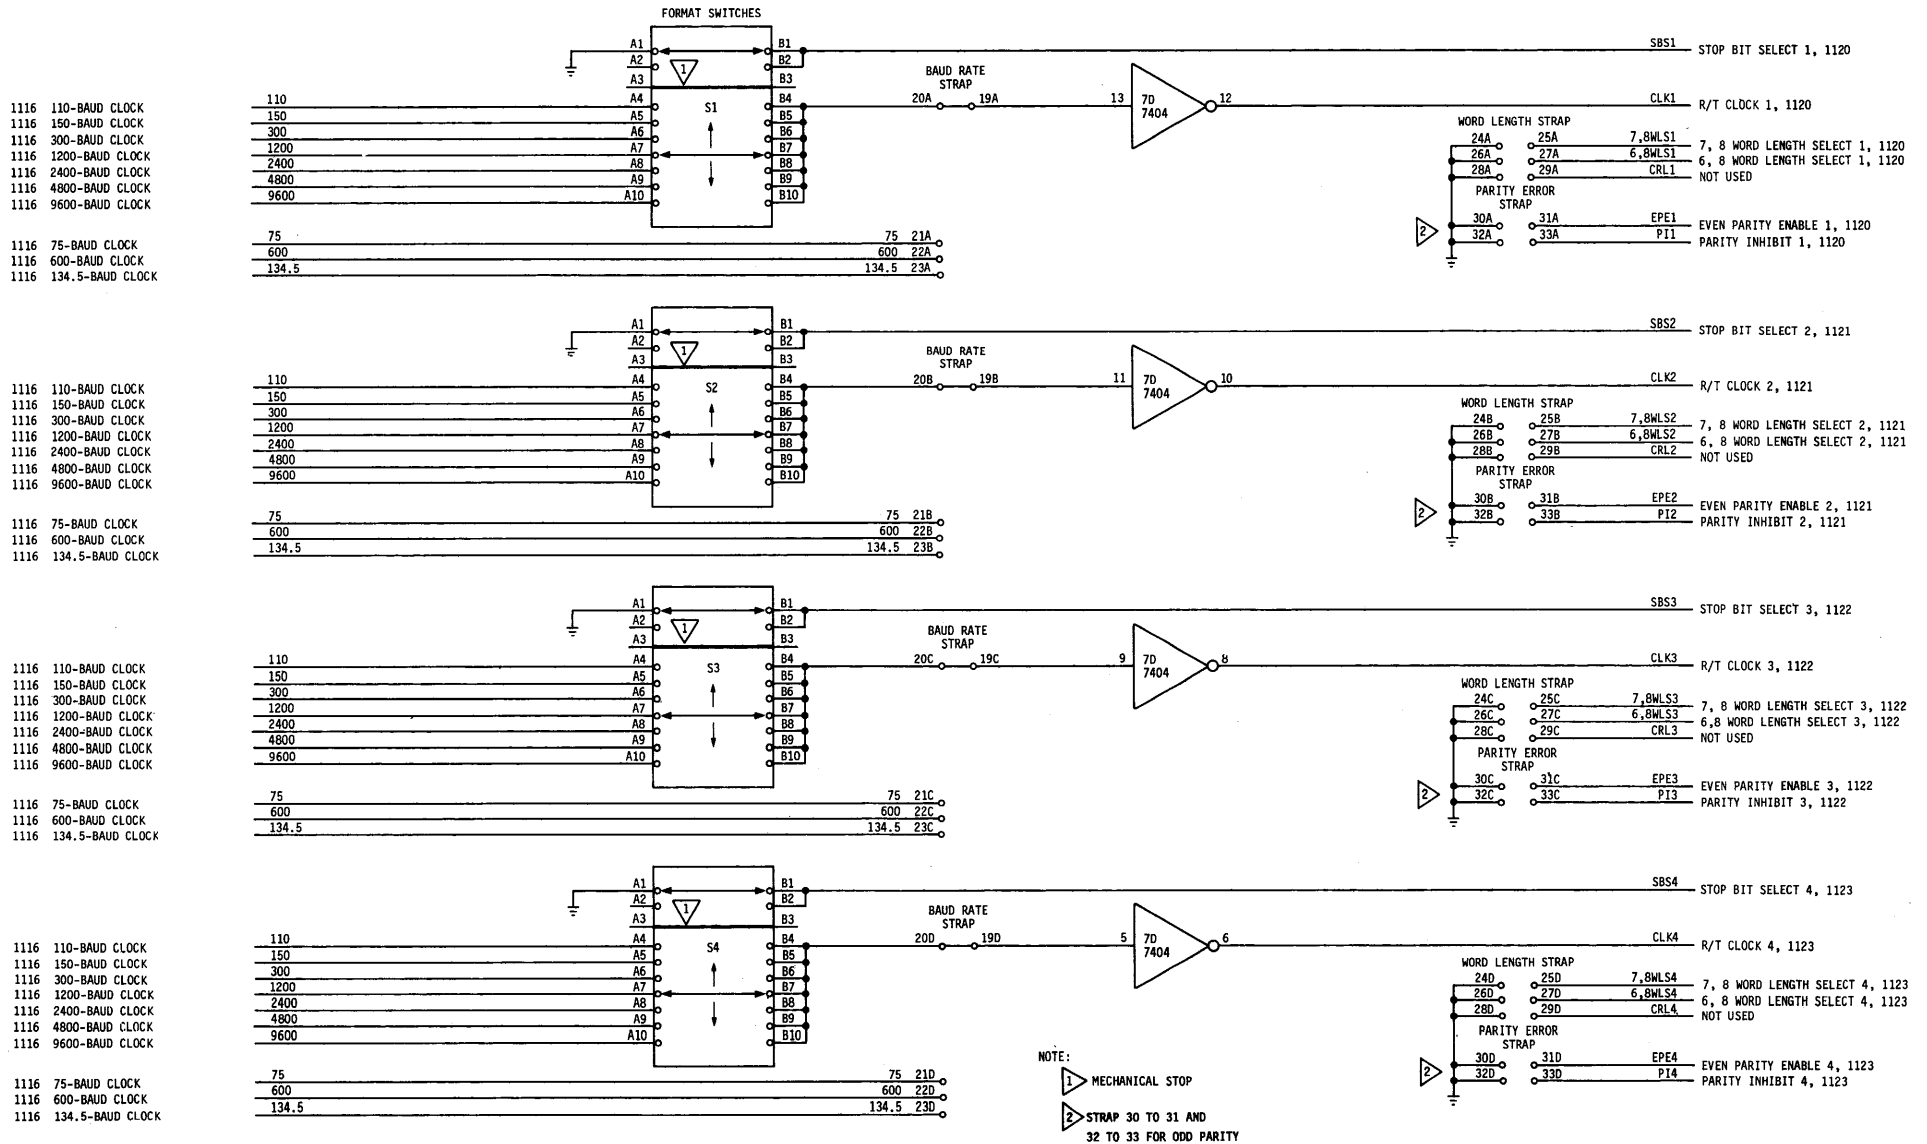 FORMAT SWITCHES
A1 B1 SBS1 STOP BIT SELECT 1, 1120
A2 B2
1
A3 B3
BAUD RATE
STRAP
1116 110-BAUD CLOCK 110 A4 S1 B4 20A 19A 13 7D 12 CLK1 R/T CLOCK 1, 1120
7404
1116 150-BAUD CLOCK 150 A5 B5
1116 300-BAUD CLOCK 300 A6 B6
1116 1200-BAUD CLOCK 1200 A7 B7
1116 2400-BAUD CLOCK 2400 A8 B8
1116 4800-BAUD CLOCK 4800 A9 B9
1116 9600-BAUD CLOCK 9600 A10 B10
WORD LENGTH STRAP
24A 25A 7,8WLS1 7, 8 WORD LENGTH SELECT 1, 1120
26A 27A 6,8WLS1 6, 8 WORD LENGTH SELECT 1, 1120
28A 29A CRL1 NOT USED
PARITY ERROR
STRAP
2 30A 31A EPE1 EVEN PARITY ENABLE 1, 1120
32A 33A PI1 PARITY INHIBIT 1, 1120
1116 75-BAUD CLOCK 75 75 21A
1116 600-BAUD CLOCK 600 600 22A
1116 134.5-BAUD CLOCK 134.5 134.5 23A
A1 B1 SBS2 STOP BIT SELECT 2, 1121
A2 B2
1
A3 B3
BAUD RATE
STRAP
1116 110-BAUD CLOCK 110 A4 S2 B4 20B 19B 11 7D 10 CLK2 R/T CLOCK 2, 1121
7404
1116 150-BAUD CLOCK 150 A5 B5
1116 300-BAUD CLOCK 300 A6 B6
1116 1200-BAUD CLOCK 1200 A7 B7
1116 2400-BAUD CLOCK 2400 A8 B8
1116 4800-BAUD CLOCK 4800 A9 B9
1116 9600-BAUD CLOCK 9600 A10 B10
WORD LENGTH STRAP
24B 25B 7,8WLS2 7, 8 WORD LENGTH SELECT 2, 1121
26B 27B 6,8WLS2 6, 8 WORD LENGTH SELECT 2, 1121
28B 29B CRL2 NOT USED
PARITY ERROR
STRAP
2 30B 31B EPE2 EVEN PARITY ENABLE 2, 1121
32B 33B PI2 PARITY INHIBIT 2, 1121
1116 75-BAUD CLOCK 75 75 21B
1116 600-BAUD CLOCK 600 600 22B
1116 134.5-BAUD CLOCK 134.5 134.5 23B
A1 B1 SBS3 STOP BIT SELECT 3, 1122
A2 B2
1
A3 B3
BAUD RATE
STRAP
1116 110-BAUD CLOCK 110 A4 S3 B4 20C 19C 9 7D 8 CLK3 R/T CLOCK 3, 1122
7404
1116 150-BAUD CLOCK 150 A5 B5
1116 300-BAUD CLOCK 300 A6 B6
1116 1200-BAUD CLOCK 1200 A7 B7
1116 2400-BAUD CLOCK 2400 A8 B8
1116 4800-BAUD CLOCK 4800 A9 B9
1116 9600-BAUD CLOCK 9600 A10 B10
WORD LENGTH STRAP
24C 25C 7,8WLS3 7, 8 WORD LENGTH SELECT 3, 1122
26C 27C 6,8WLS3 6,8 WORD LENGTH SELECT 3, 1122
28C 29C CRL3 NOT USED
PARITY ERROR
STRAP
2 30C 31C EPE3 EVEN PARITY ENABLE 3, 1122
32C 33C PI3 PARITY INHIBIT 3, 1122
1116 75-BAUD CLOCK 75 75 21C
1116 600-BAUD CLOCK 600 600 22C
1116 134.5-BAUD CLOCK 134.5 134.5 23C
A1 B1 SBS4 STOP BIT SELECT 4, 1123
A2 B2
1
A3 B3
BAUD RATE
STRAP
1116 110-BAUD CLOCK 110 A4 S4 B4 20D 19D 5 7D 6 CLK4 R/T CLOCK 4, 1123
7404
1116 150-BAUD CLOCK 150 A5 B5
1116 300-BAUD CLOCK 300 A6 B6
1116 1200-BAUD CLOCK 1200 A7 B7
1116 2400-BAUD CLOCK 2400 A8 B8
1116 4800-BAUD CLOCK 4800 A9 B9
1116 9600-BAUD CLOCK 9600 A10 B10
WORD LENGTH STRAP
24D 25D 7,8WLS4 7, 8 WORD LENGTH SELECT 4, 1123
26D 27D 6,8WLS4 6, 8 WORD LENGTH SELECT 4, 1123
28D 29D CRL4 NOT USED
PARITY ERROR
STRAP
2 30D 31D EPE4 EVEN PARITY ENABLE 4, 1123
32D 33D PI4 PARITY INHIBIT 4, 1123
1116 75-BAUD CLOCK 75 75 21D
1116 600-BAUD CLOCK 600 600 22D
1116 134.5-BAUD CLOCK 134.5 134.5 23D
NOTE:
1 MECHANICAL STOP
2 STRAP 30 TO 31 AND
32 TO 33 FOR ODD PARITY